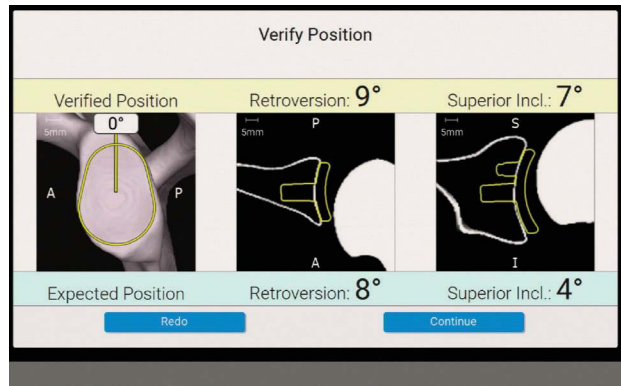 Verify Position
Verified Position Retroversion: 9° Superior Incl.: 7°
0°
5mm
A
P
5mm
P
A
5mm
S
I
Expected Position Retroversion: 8° Superior Incl.: 4°
Redo Continue